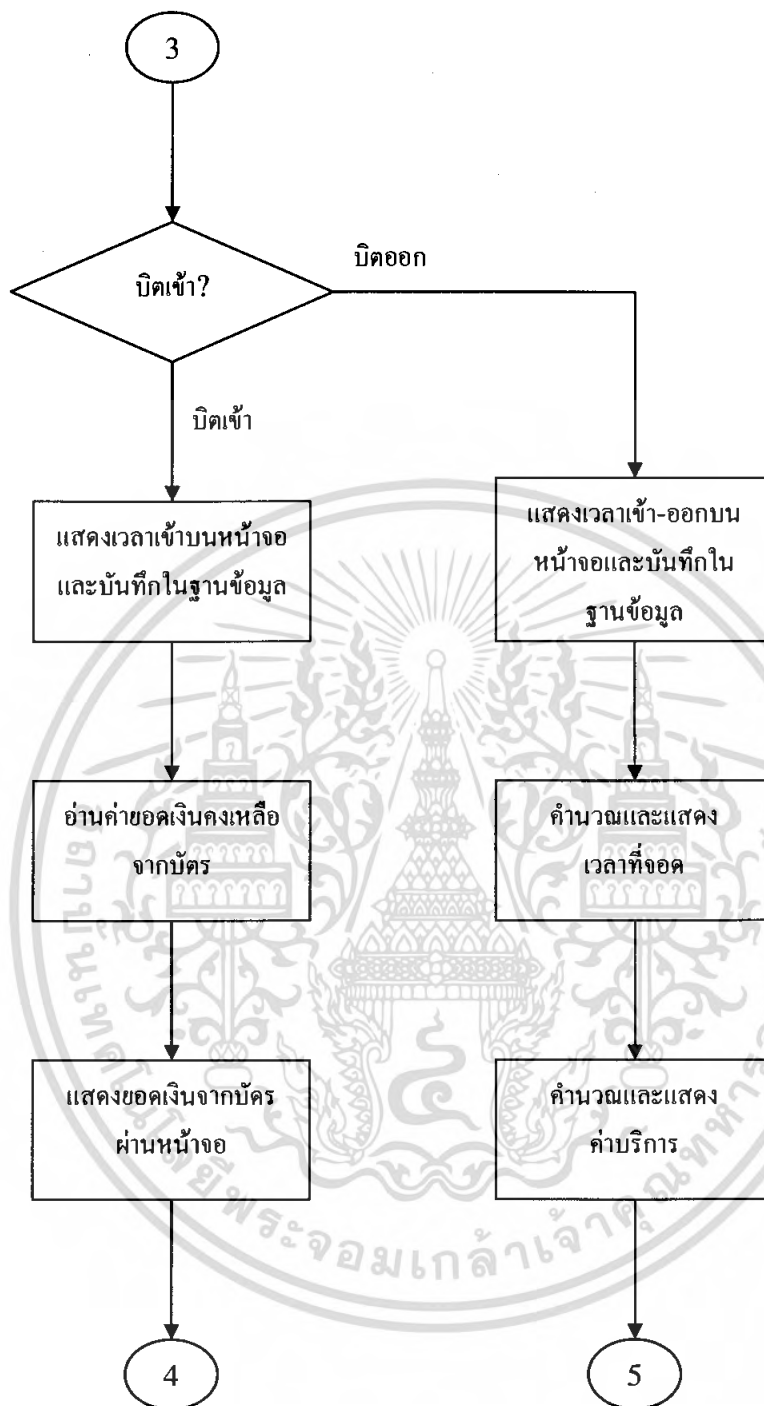 3
บิตเข้า?
บิตออก
บิตเข้า
แสดงเวลาเข้าบนหน้าจอ
และบันทึกในฐานข้อมูล
แสดงเวลาเข้า-ออกบน
หน้าจอและบันทึกใน
ฐานข้อมูล
อ่านค่ายอดเงินคงเหลือ
จากบัตร
คำนวณและแสดง
เวลาที่จอด
แสดงยอดเงินจากบัตร
ผ่านหน้าจอ
คำนวณและแสดง
ค่าบริการ
4
5